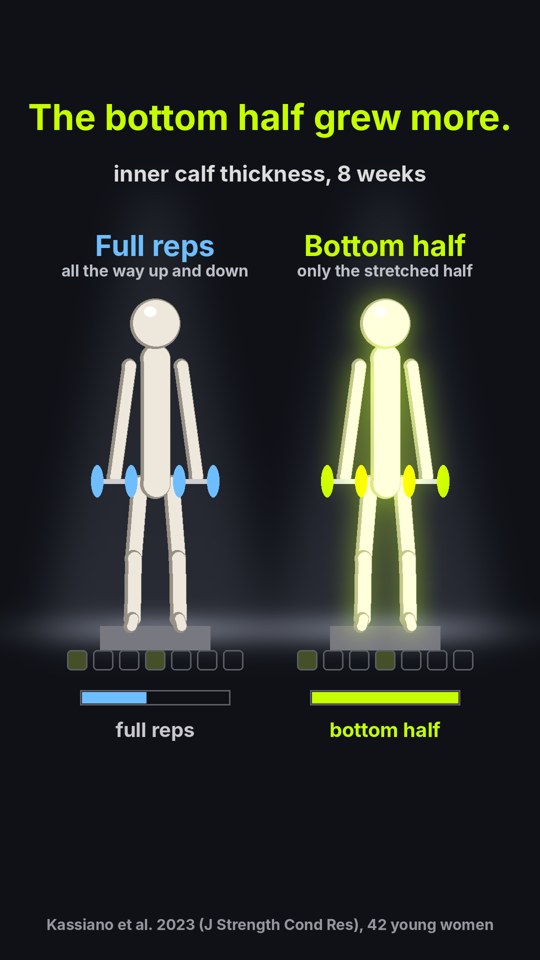 The bottom half grew more.
inner calf thickness, 8 weeks
Full reps
all the way up and down
Bottom half
only the stretched half
full reps
bottom half
Kassiano et al. 2023 (J Strength Cond Res), 42 young women